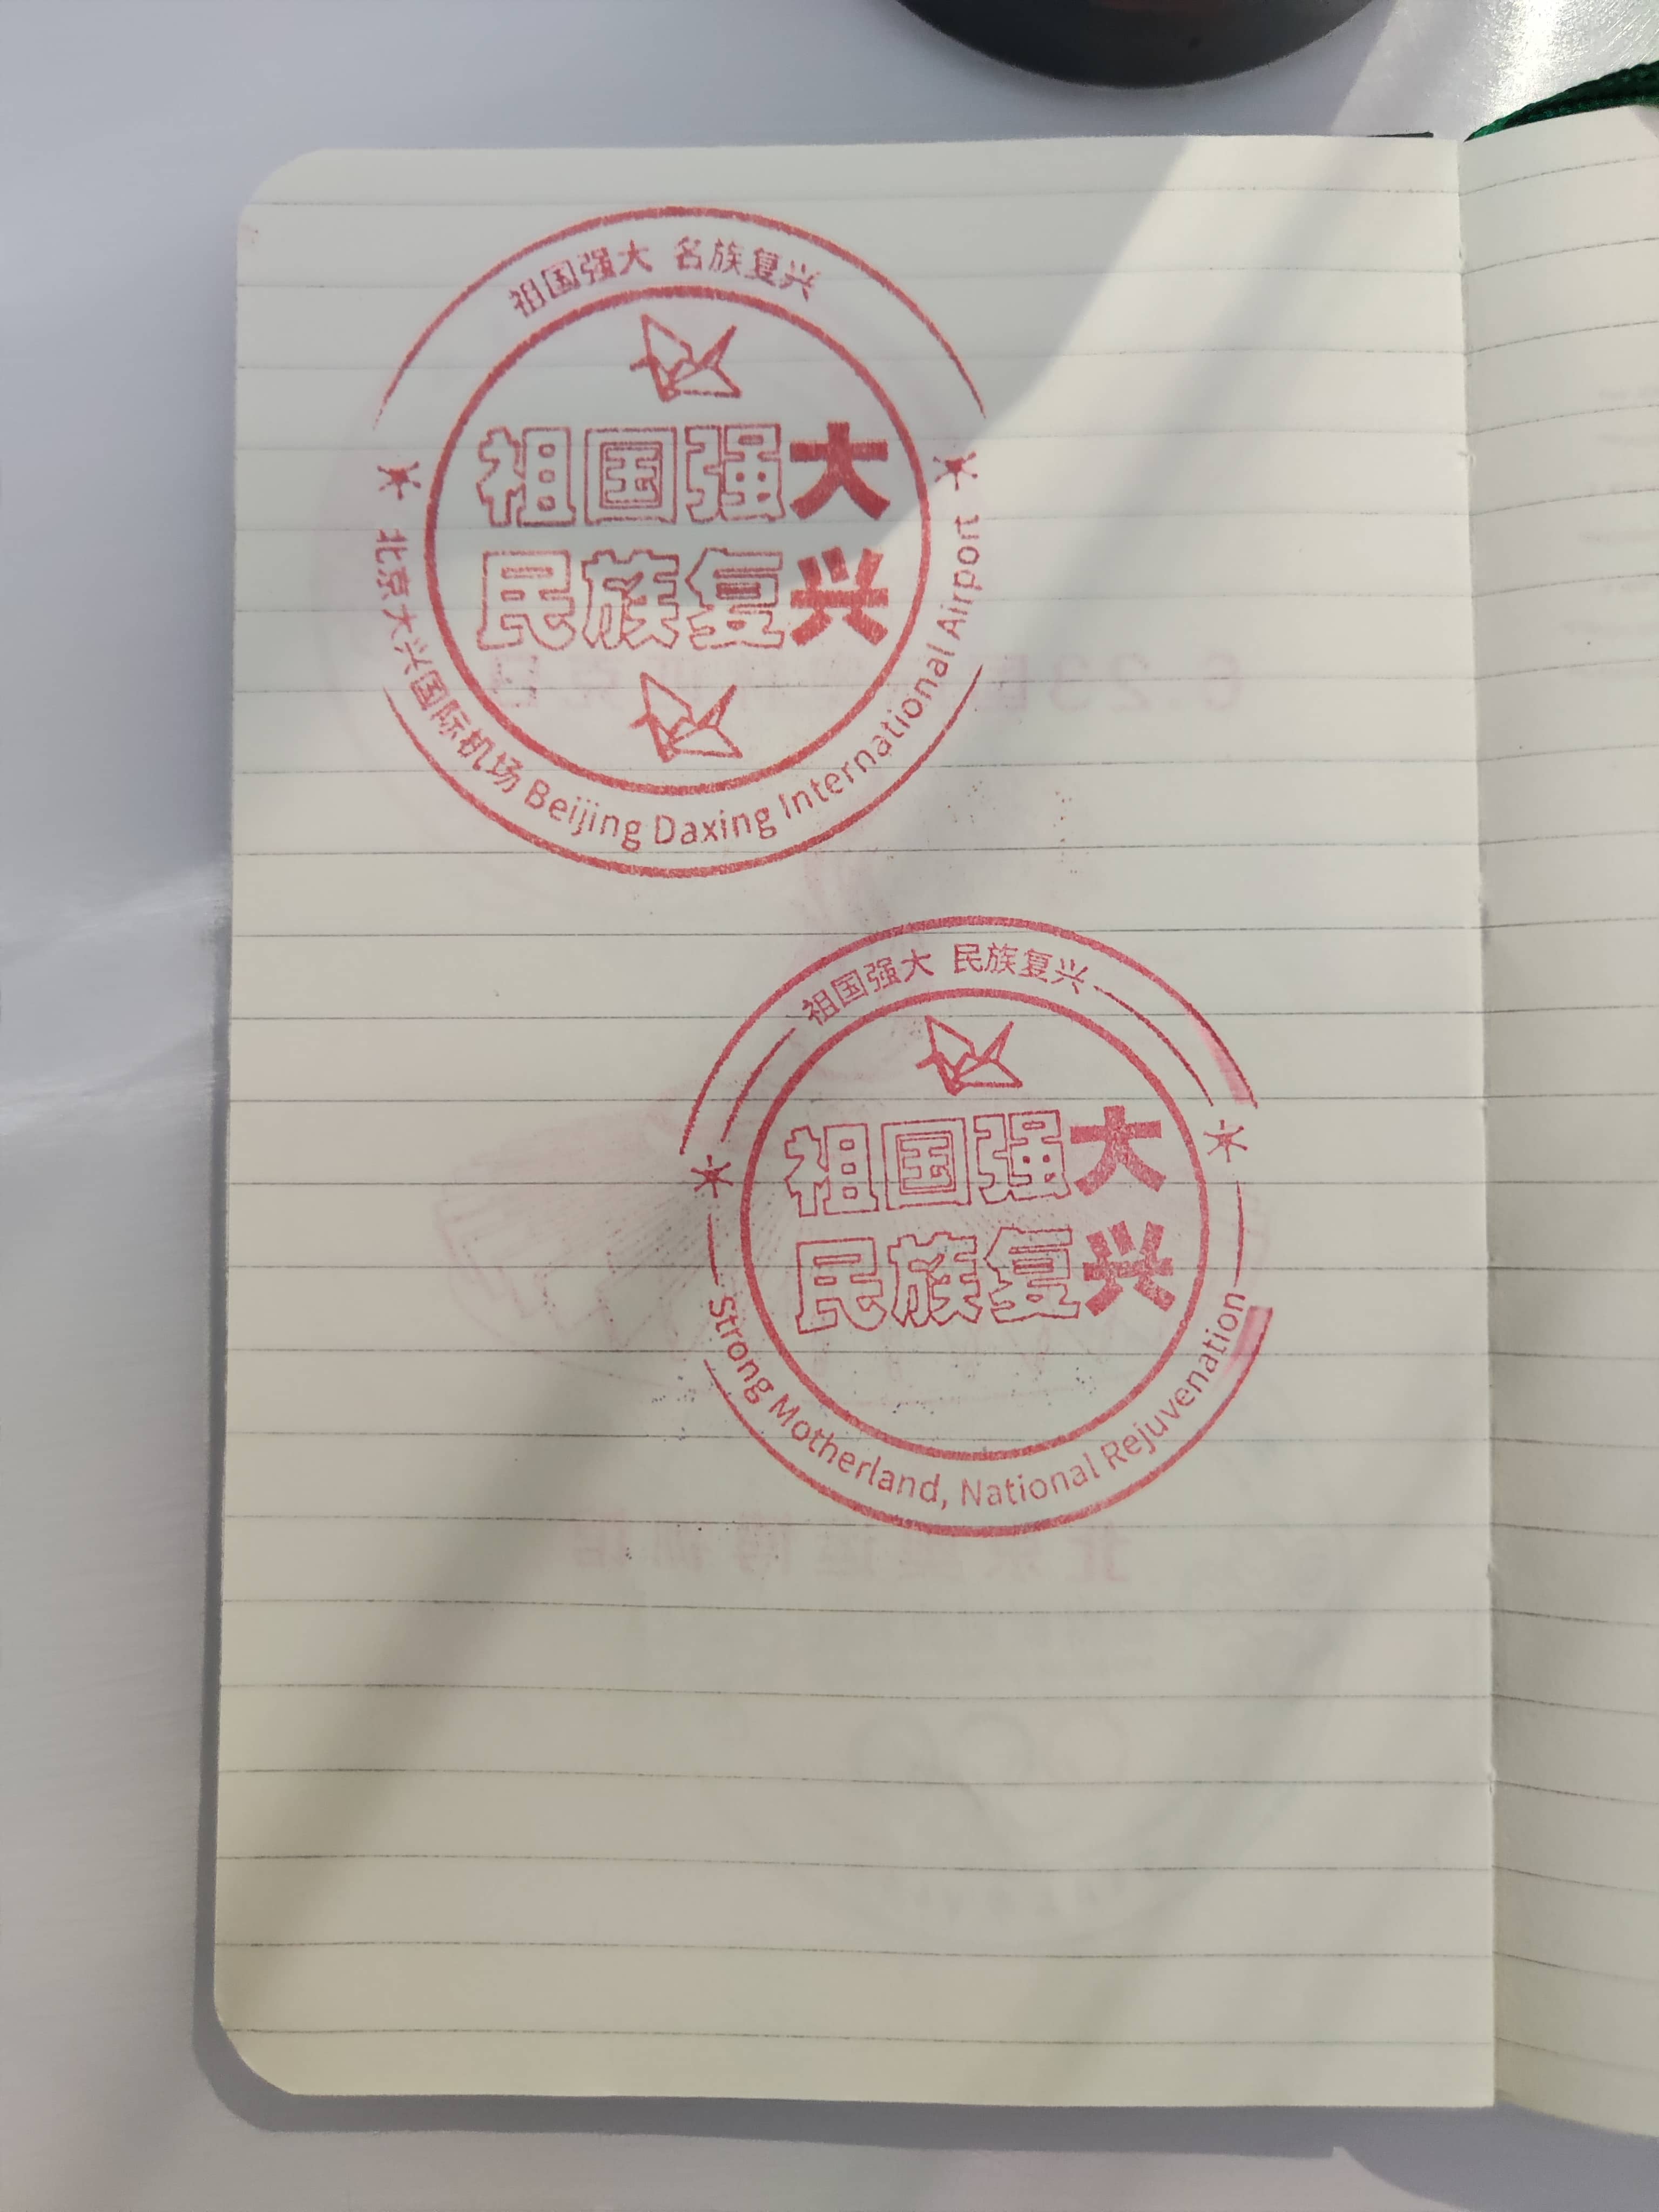 祖国强大 名族复兴
祖国强大
民族复兴
北京大兴国际机场 Beijing Daxing International Airport
祖国强大 民族复兴
祖国强大
民族复兴
Strong Motherland, National Rejuvenation